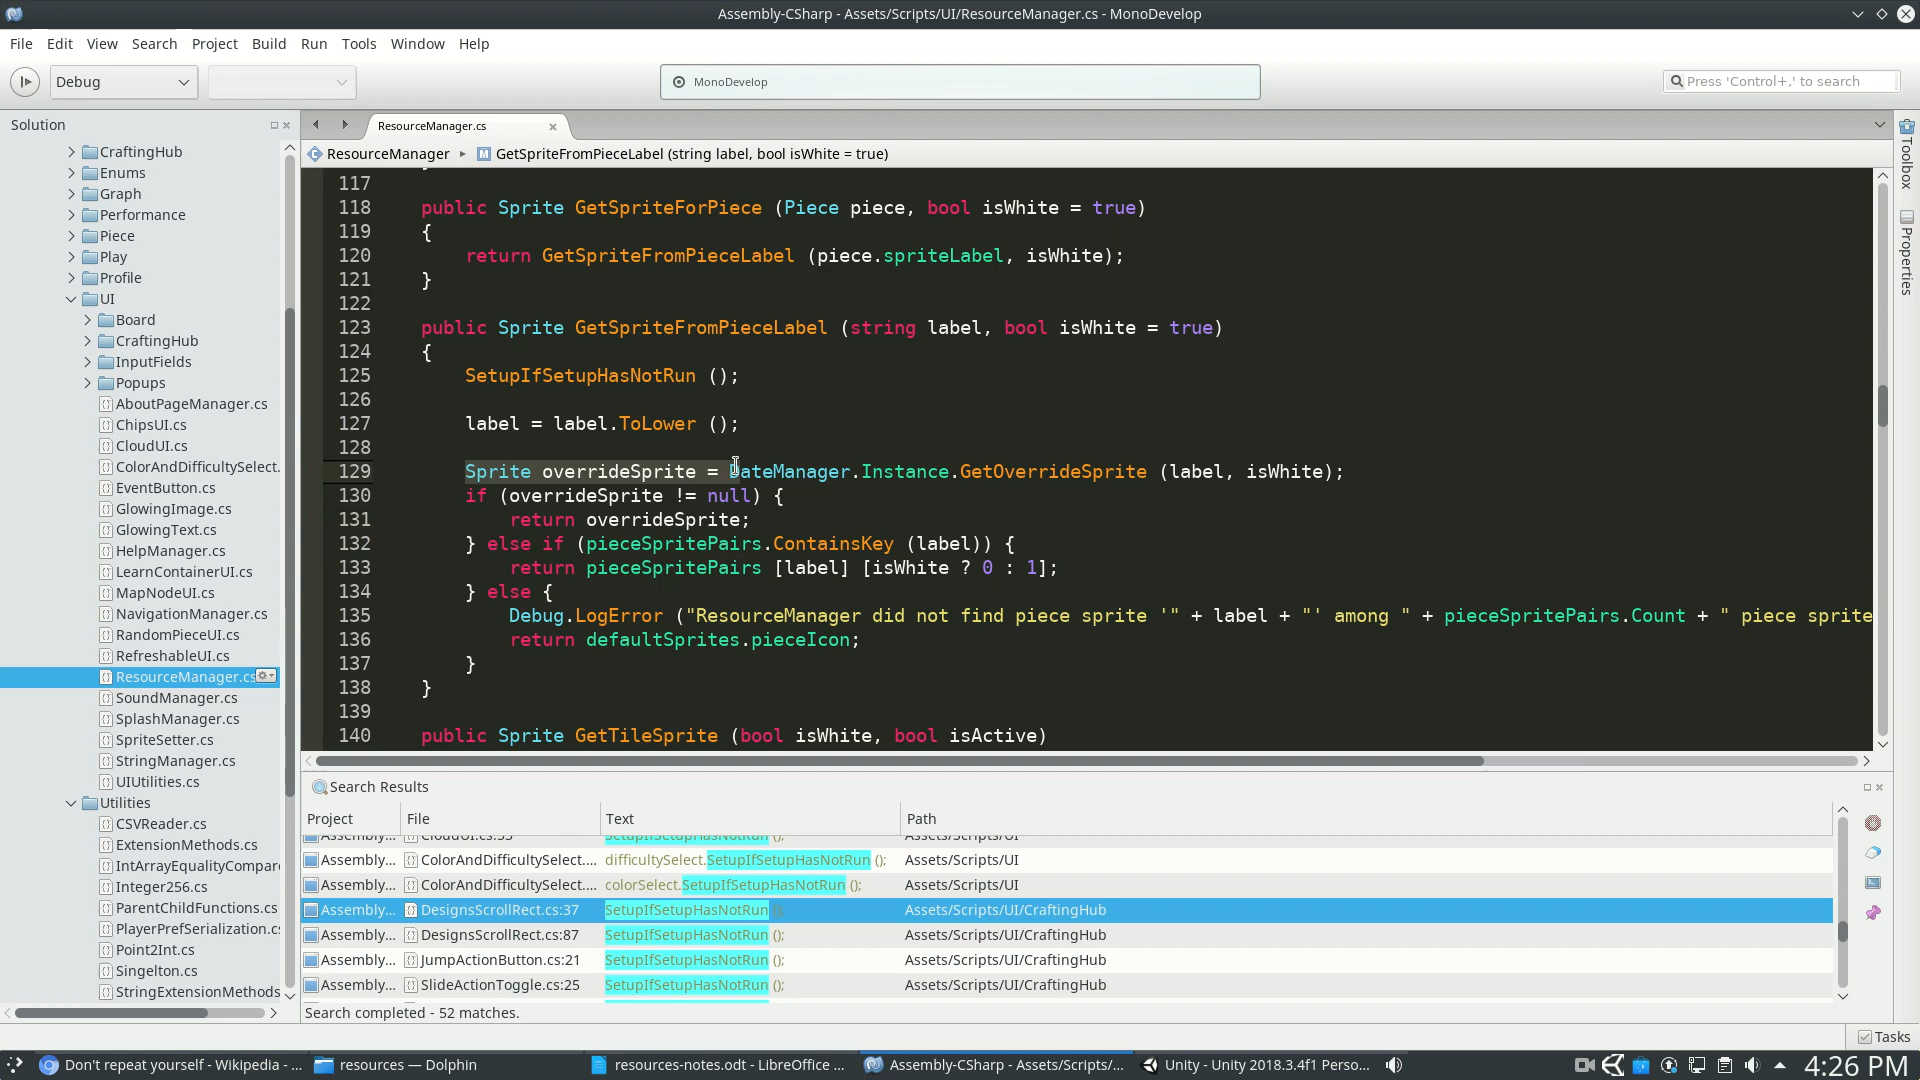 Assembly-CSharp - Assets/Scripts/UI/ResourceManager.cs - MonoDevelop
File Edit View Search Project Build Run Tools Window Help
Debug
MonoDevelop
Press 'Control+,' to search
Solution
CraftingHub
Enums
Graph
Performance
Piece
Play
Profile
UI
Board
CraftingHub
InputFields
Popups
AboutPageManager.cs
ChipsUI.cs
CloudUI.cs
ColorAndDifficultySelect.
EventButton.cs
GlowingImage.cs
GlowingText.cs
HelpManager.cs
LearnContainerUI.cs
MapNodeUI.cs
NavigationManager.cs
RandomPieceUI.cs
RefreshableUI.cs
ResourceManager.cs
SoundManager.cs
SplashManager.cs
SpriteSetter.cs
StringManager.cs
UIUtilities.cs
Utilities
CSVReader.cs
ExtensionMethods.cs
IntArrayEqualityCompar
Integer256.cs
ParentChildFunctions.cs
PlayerPrefSerialization.c
Point2Int.cs
Singelton.cs
StringExtensionMethods
ResourceManager.cs
ResourceManager GetSpriteFromPieceLabel (string label, bool isWhite = true)
117
118 public Sprite GetSpriteForPiece (Piece piece, bool isWhite = true)
119 {
120 return GetSpriteFromPieceLabel (piece.spriteLabel, isWhite);
121 }
122
123 public Sprite GetSpriteFromPieceLabel (string label, bool isWhite = true)
124 {
125 SetupIfSetupHasNotRun ();
126
127 label = label.ToLower ();
128
129 Sprite overrideSprite = DateManager.Instance.GetOverrideSprite (label, isWhite);
130 if (overrideSprite != null) {
131 return overrideSprite;
132 } else if (pieceSpritePairs.ContainsKey (label)) {
133 return pieceSpritePairs [label] [isWhite ? 0 : 1];
134 } else {
135 Debug.LogError ("ResourceManager did not find piece sprite '" + label + "' among " + pieceSpritePairs.Count + " piece sprite
136 return defaultSprites.pieceIcon;
137 }
138 }
139
140 public Sprite GetTileSprite (bool isWhite, bool isActive)
Toolbox
Properties
Search Results
Project File Text Path
Assembly... CloudUI.cs:53 SetupIfSetupHasNotRun (); Assets/Scripts/UI
Assembly... ColorAndDifficultySelect.... difficultySelect.SetupIfSetupHasNotRun (); Assets/Scripts/UI
Assembly... ColorAndDifficultySelect.... colorSelect.SetupIfSetupHasNotRun (); Assets/Scripts/UI
Assembly... DesignsScrollRect.cs:37 SetupIfSetupHasNotRun (); Assets/Scripts/UI/CraftingHub
Assembly... DesignsScrollRect.cs:87 SetupIfSetupHasNotRun (); Assets/Scripts/UI/CraftingHub
Assembly... JumpActionButton.cs:21 SetupIfSetupHasNotRun (); Assets/Scripts/UI/CraftingHub
Assembly... SlideActionToggle.cs:25 SetupIfSetupHasNotRun (); Assets/Scripts/UI/CraftingHub
Search completed - 52 matches.
Tasks
Don't repeat yourself - Wikipedia - ... resources — Dolphin resources-notes.odt - LibreOffice ... Assembly-CSharp - Assets/Scripts/... Unity - Unity 2018.3.4f1 Perso... 4:26 PM